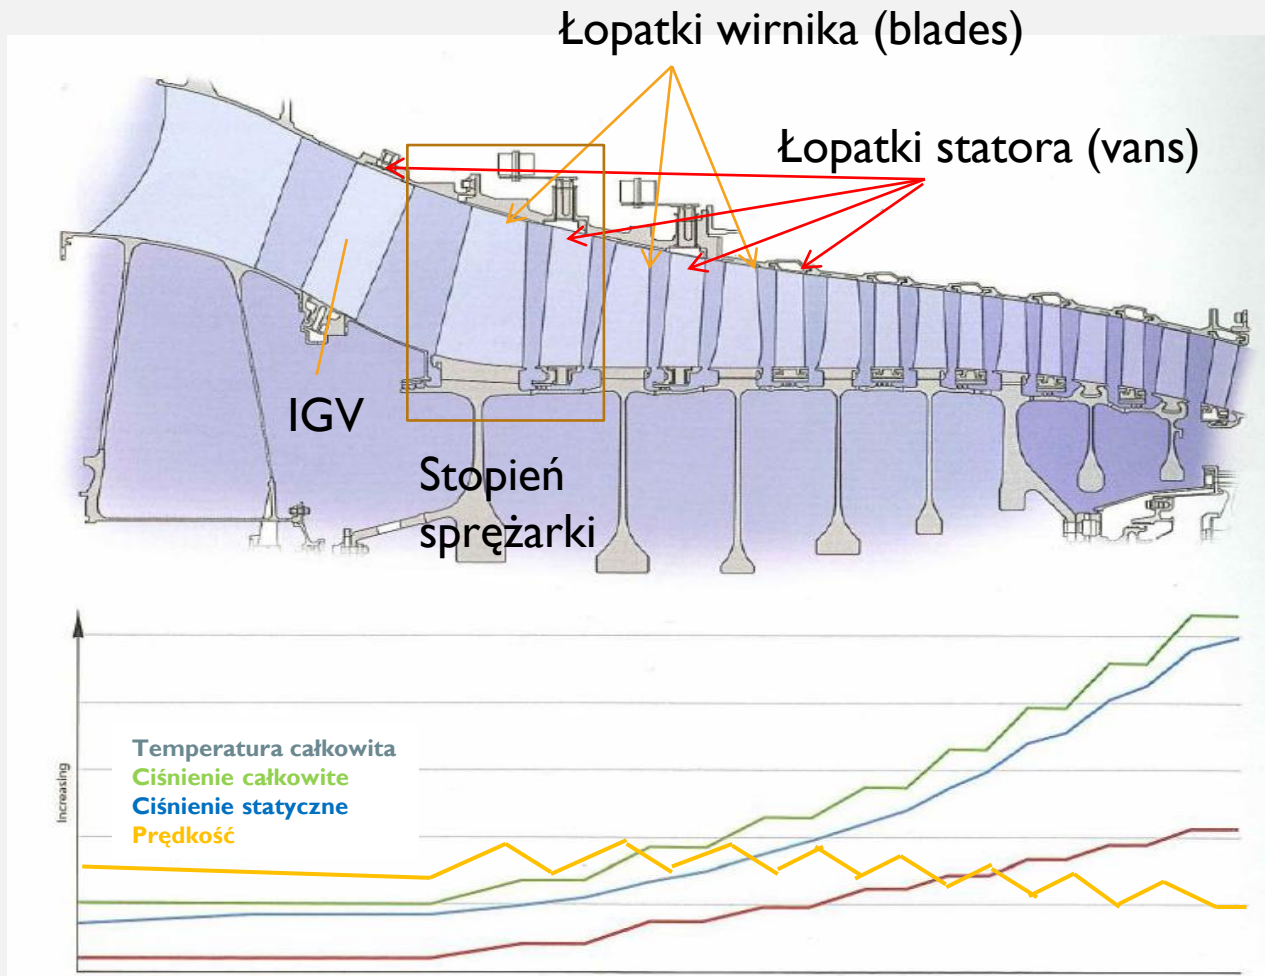 Łopatki wirnika (blades)
Łopatki statora (vans)
IGV
Stopień
sprężarki
Increasing
Temperatura całkowita
Ciśnienie całkowite
Ciśnienie statyczne
Prędkość